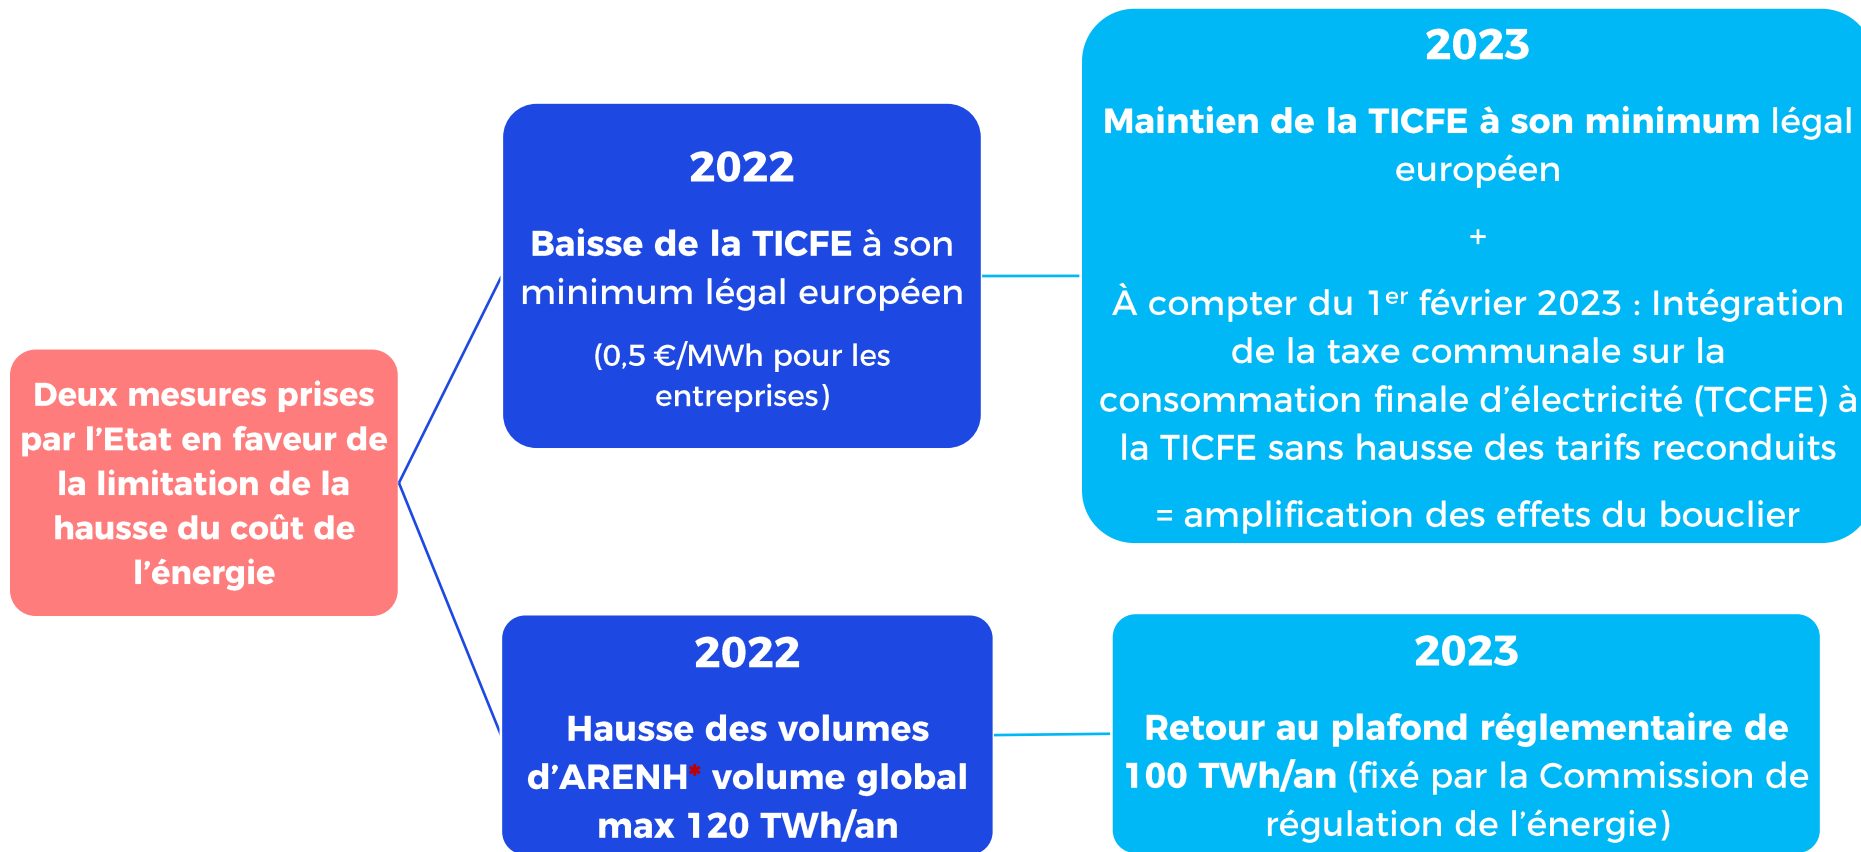 Deux mesures prises
par l’Etat en faveur de
la limitation de la
hausse du coût de
l’énergie
2022
Baisse de la TICFE à son
minimum légal européen
(0,5 €/MWh pour les
entreprises)
2023
Maintien de la TICFE à son minimum légal
européen
+
À compter du 1er février 2023 : Intégration
de la taxe communale sur la
consommation finale d’électricité (TCCFE) à
la TICFE sans hausse des tarifs reconduits
= amplification des effets du bouclier
2022
Hausse des volumes
d’ARENH* volume global
max 120 TWh/an
2023
Retour au plafond réglementaire de
100 TWh/an (fixé par la Commission de
régulation de l’énergie)